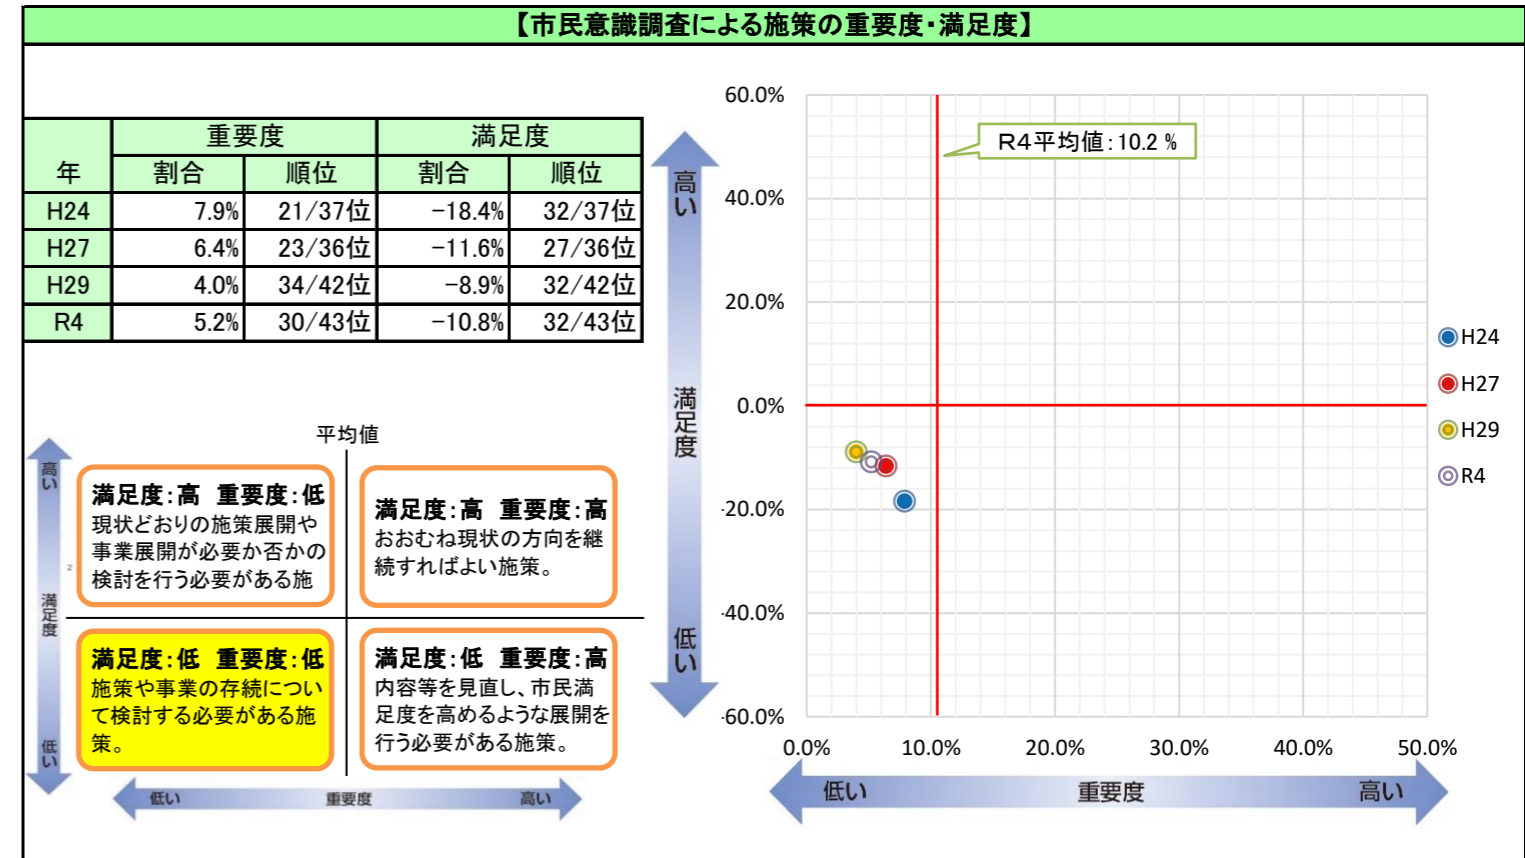 【市民意識調査による施策の重要度・満足度】
年 重要度 満足度
割合 順位 割合 順位
H24 7.9% 21/37位 -18.4% 32/37位
H27 6.4% 23/36位 -11.6% 27/36位
H29 4.0% 34/42位 -8.9% 32/42位
R4 5.2% 30/43位 -10.8% 32/43位
平均値
高い
満足度
低い
満足度:高 重要度:低
現状どおりの施策展開や
事業展開が必要か否かの
検討を行う必要がある施
満足度:高 重要度:高
おおむね現状の方向を継
続すればよい施策。
2
満足度:低 重要度:低
施策や事業の存続につい
て検討する必要がある施
策。
満足度:低 重要度:高
内容等を見直し、市民満
足度を高めるような展開を
行う必要がある施策。
低い 重要度 高い
高い
満足度
低い
60.0%
40.0%
20.0%
0.0%
-20.0%
-40.0%
-60.0%
R4平均値:10.2%
0.0% 10.0% 20.0% 30.0% 40.0% 50.0%
低い 重要度 高い
H24
H27
H29
R4